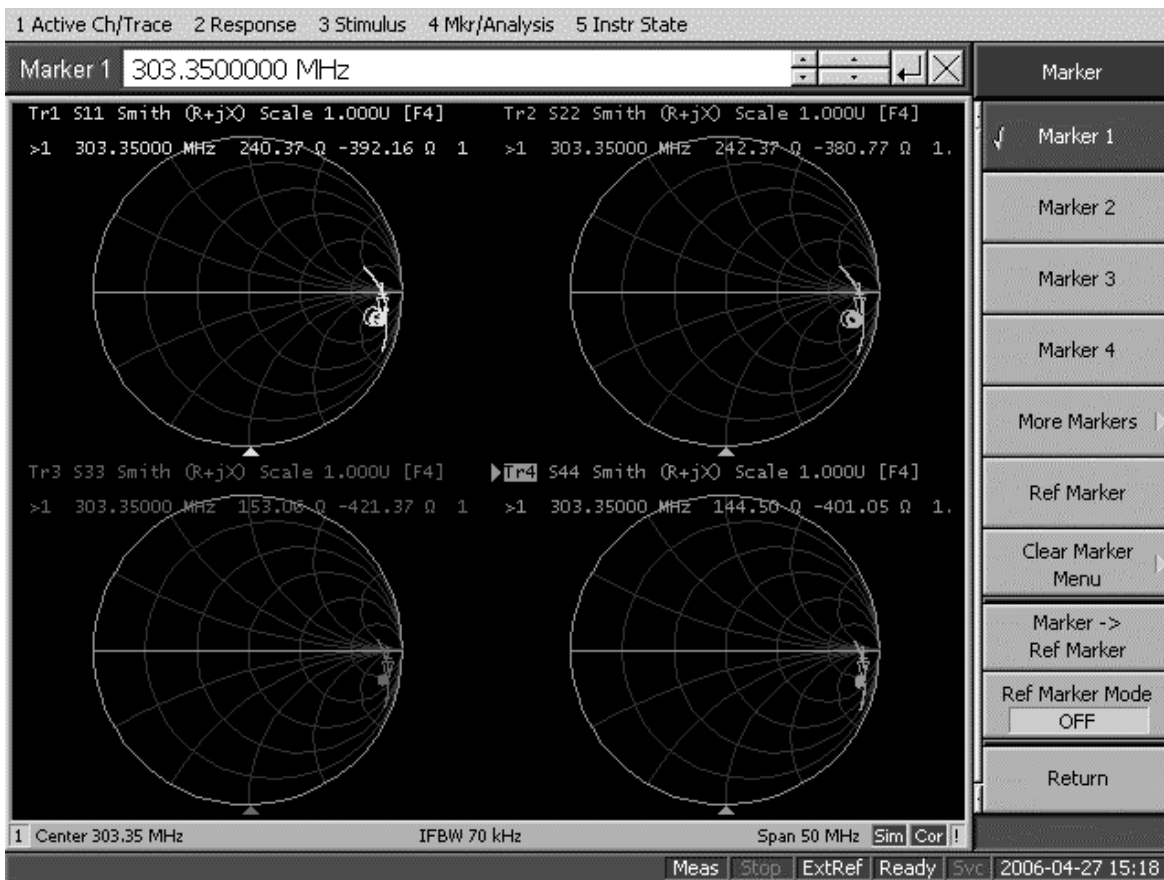 1 Active Ch/Trace 2 Response 3 Stimulus 4 Mkr/Analysis 5 Instr State
Marker 1 303.3500000 MHz
Tr1 S11 Smith (R+jX) Scale 1.000U [F4]
>1 303.35000 MHz 240.37 Ω -392.16 Ω 1
Tr2 S22 Smith (R+jX) Scale 1.000U [F4]
>1 303.35000 MHz 242.37 Ω -380.77 Ω 1.
Tr3 S33 Smith (R+jX) Scale 1.000U [F4]
>1 303.35000 MHz 153.06 Ω -421.37 Ω 1
Tr4 S44 Smith (R+jX) Scale 1.000U [F4]
>1 303.35000 MHz 144.50 Ω -401.05 Ω 1.
1 Center 303.35 MHz IFBW 70 kHz Span 50 MHz Sim Cor !
Marker
√ Marker 1
Marker 2
Marker 3
Marker 4
More Markers
Ref Marker
Clear Marker
Menu
Marker ->
Ref Marker
Ref Marker Mode
OFF
Return
Meas Stop ExtRef Ready Svc 2006-04-27 15:18